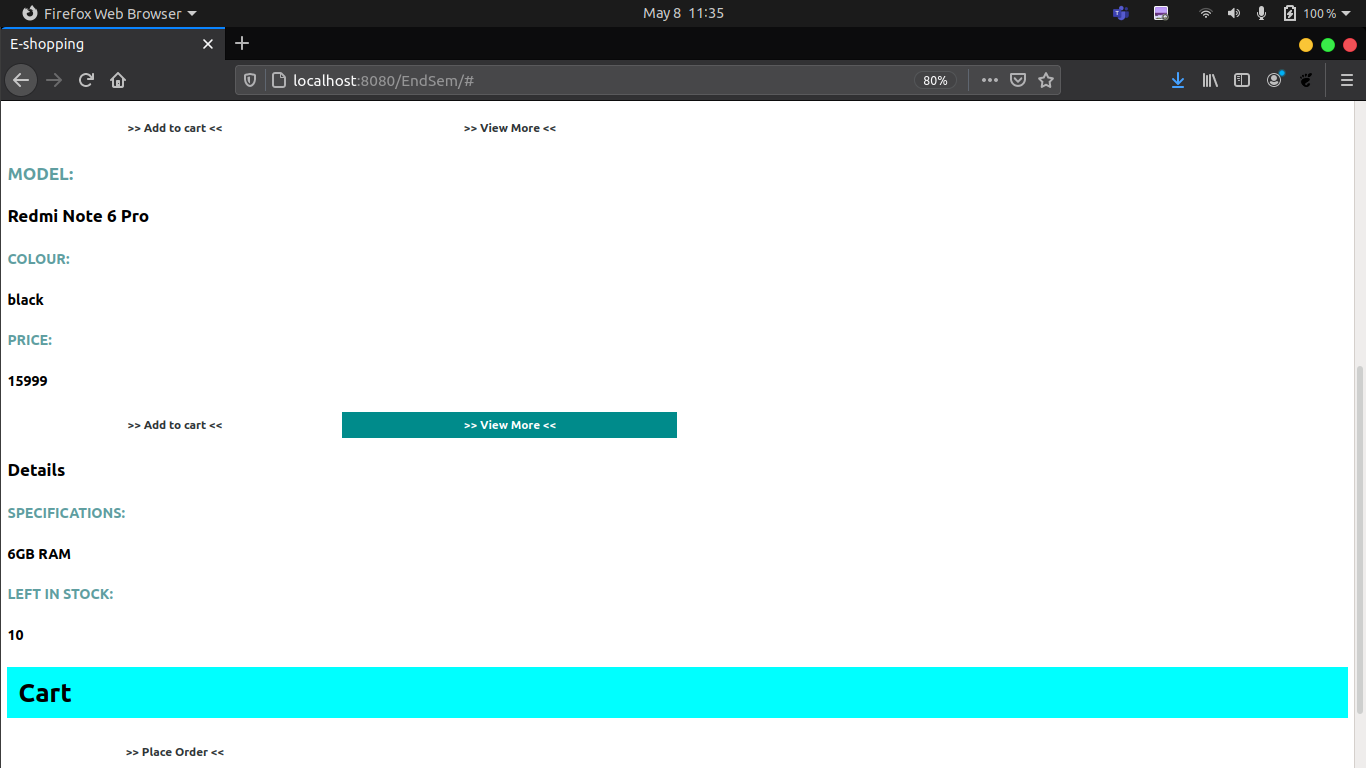 Firefox Web Browser May 8 11:35 100 %
E-shopping
localhost:8080/EndSem/# 80%
>> Add to cart << >> View More <<
MODEL:
Redmi Note 6 Pro
COLOUR:
black
PRICE:
15999
>> Add to cart << >> View More <<
Details
SPECIFICATIONS:
6GB RAM
LEFT IN STOCK:
10
Cart
>> Place Order <<